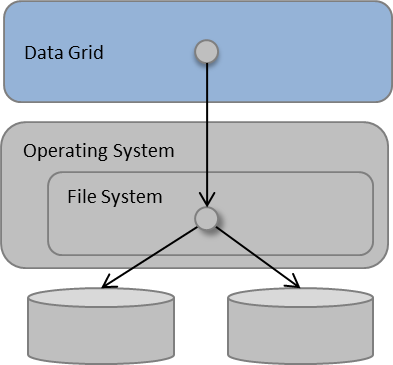 Data Grid
Operating System
File System